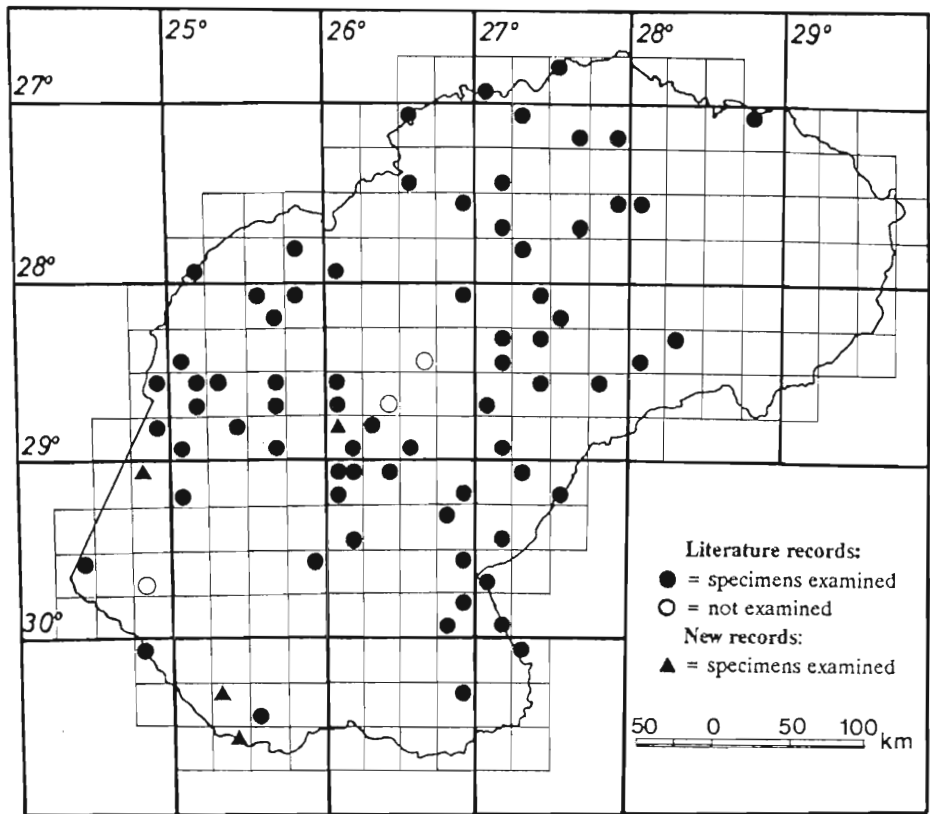 25° 26° 27° 28° 29°
27°
28°
29°
30°
Literature records:
● = specimens examined
○ = not examined
New records:
▲ = specimens examined
50 0 50 100 km